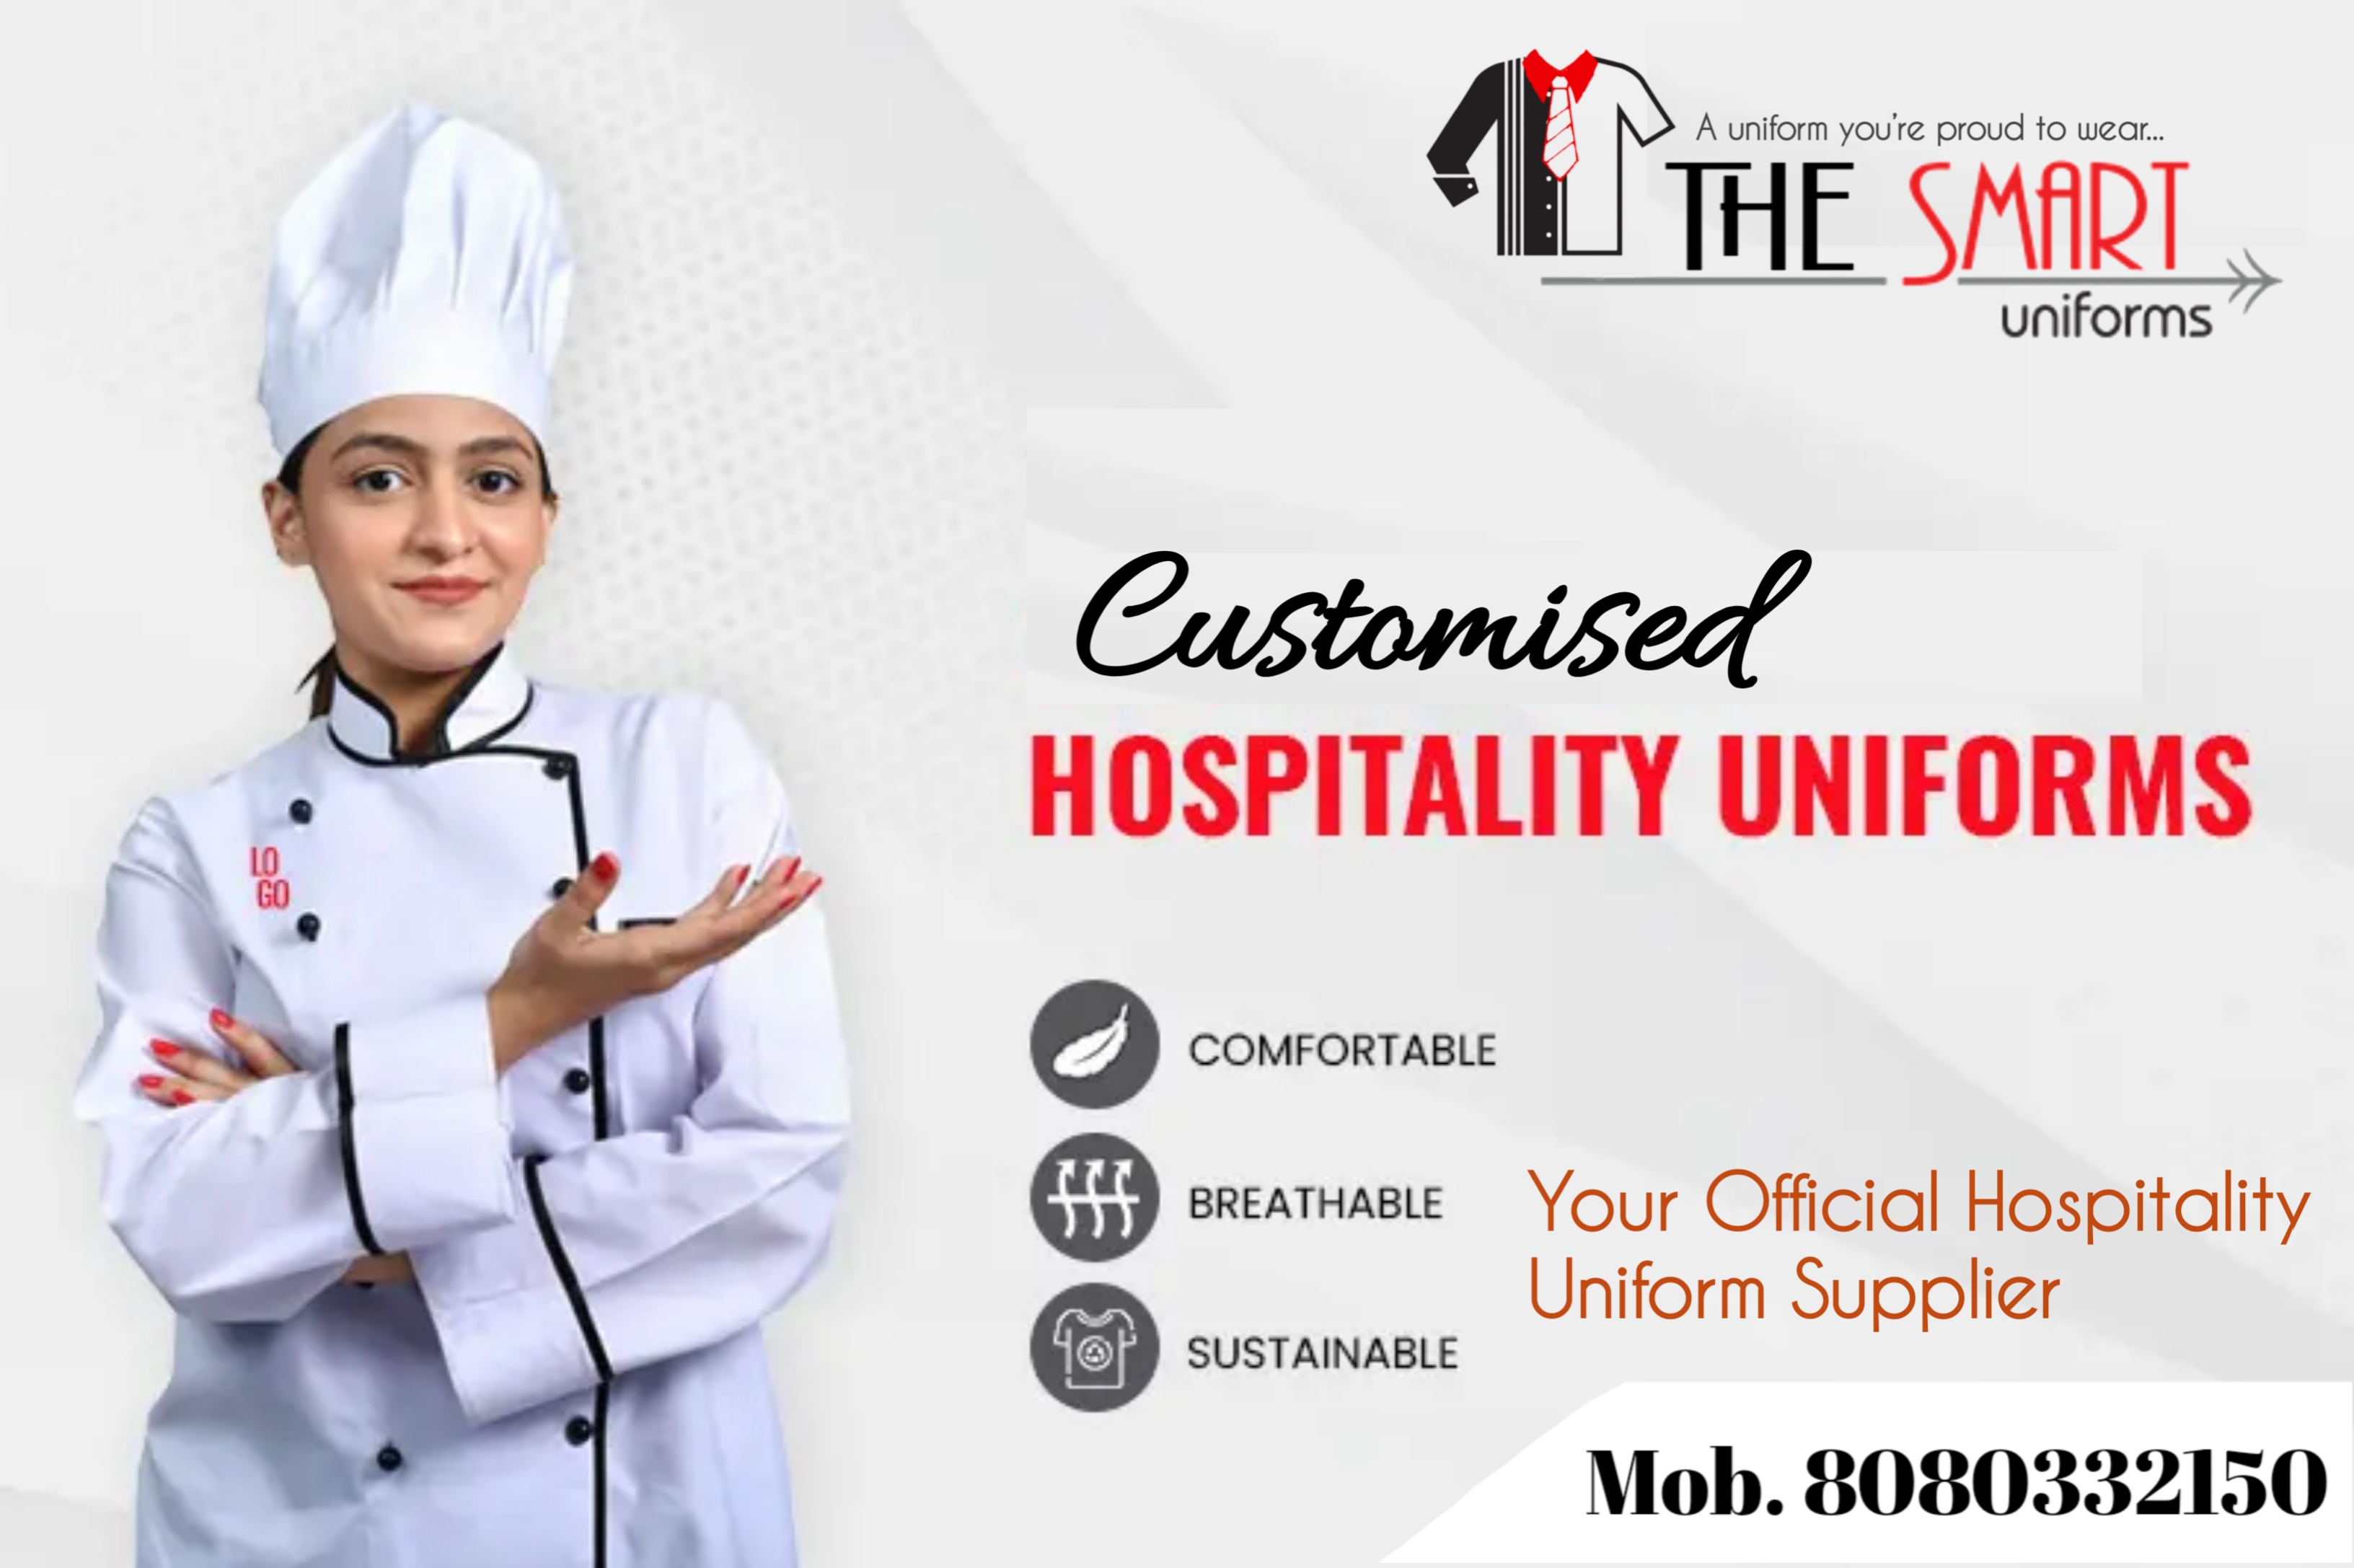 A uniform you're proud to wear...
THE SMART
uniforms
Customised
HOSPITALITY UNIFORMS
LO
GO
COMFORTABLE
BREATHABLE
SUSTAINABLE
Your Official Hospitality
Uniform Supplier
Mob. 8080332150